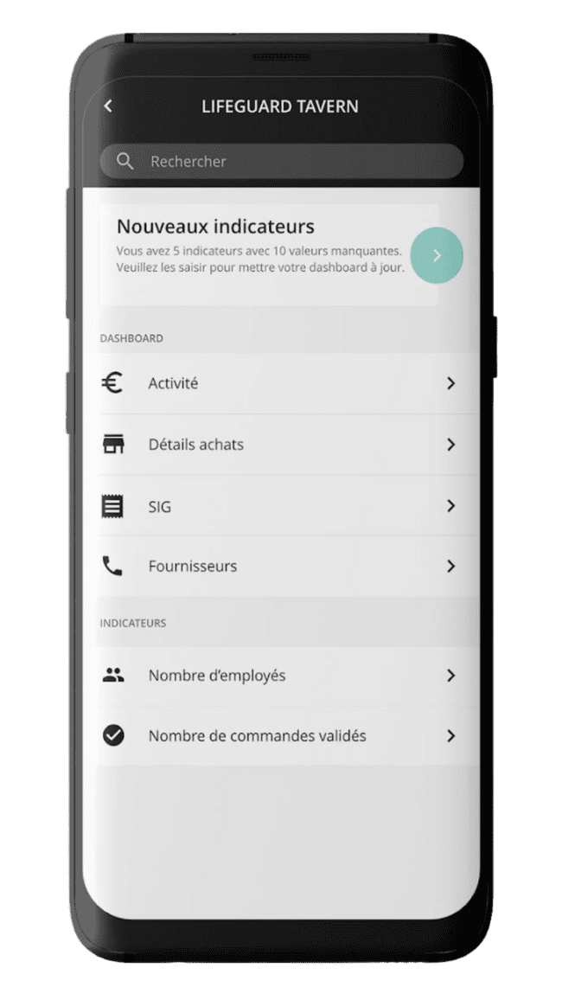 LIFEGUARD TAVERN
Rechercher
Nouveaux indicateurs
Vous avez 5 indicateurs avec 10 valeurs manquantes.
Veuillez les saisir pour mettre votre dashboard à jour.
DASHBOARD
Activité
Détails achats
SIG
Fournisseurs
INDICATEURS
Nombre d'employés
Nombre de commandes validés